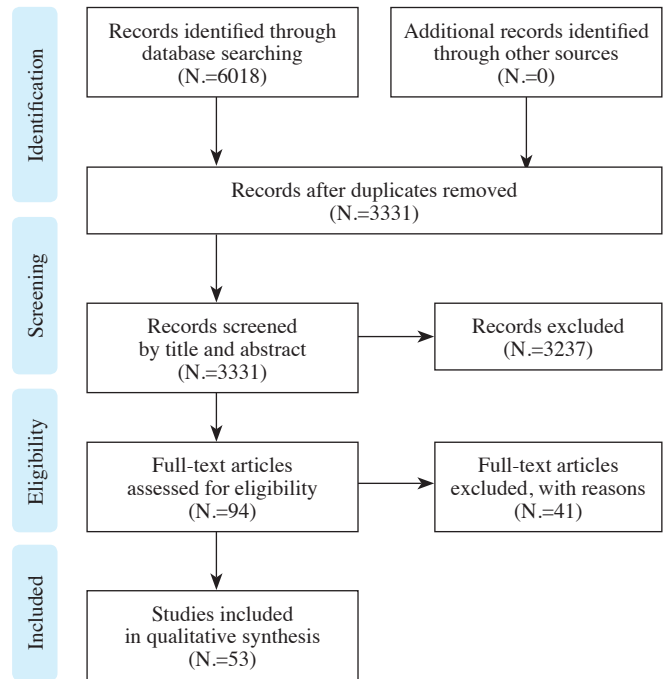 Identification
Records identified through
database searching
(N.=6018)
Additional records identified
through other sources
(N.=0)
Records after duplicates removed
(N.=3331)
Screening
Records screened
by title and abstract
(N.=3331)
Records excluded
(N.=3237)
Eligibility
Full-text articles
assessed for eligibility
(N.=94)
Full-text articles
excluded, with reasons
(N.=41)
Included
Studies included
in qualitative synthesis
(N.=53)